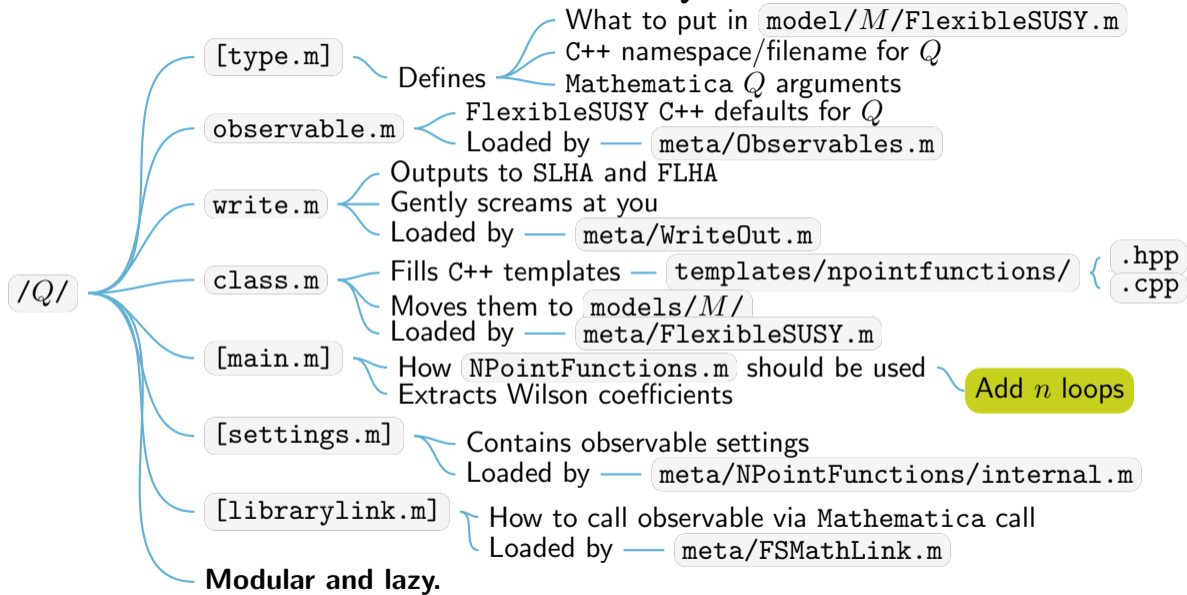 What to put in model/M/FlexibleSUSY.m
[type.m]
Defines
C++ namespace/filename for Q
Mathematica Q arguments
observable.m
FlexibleSUSY C++ defaults for Q
Loaded by meta/Observables.m
write.m
Outputs to SLHA and FLHA
Gently screams at you
Loaded by meta/WriteOut.m
/Q/
class.m
Fills C++ templates templates/npointfunctions/ { .hpp
.cpp
Moves them to models/M/
Loaded by meta/FlexibleSUSY.m
[main.m]
How NPointFunctions.m should be used
Add n loops
Extracts Wilson coefficients
[settings.m]
Contains observable settings
Loaded by meta/NPointFunctions/internal.m
[librarylink.m]
How to call observable via Mathematica call
Loaded by meta/FSMathLink.m
Modular and lazy.